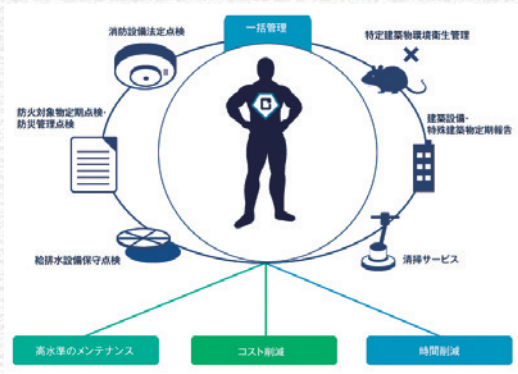 一括管理
消防設備法定点検
特定建築物環境衛生管理
防火対象物定期点検・
防災管理点検
建築設備・
特殊建築物定期報告
給排水設備保守点検
清掃サービス
高水準のメンテナンス
コスト削減
時間削減